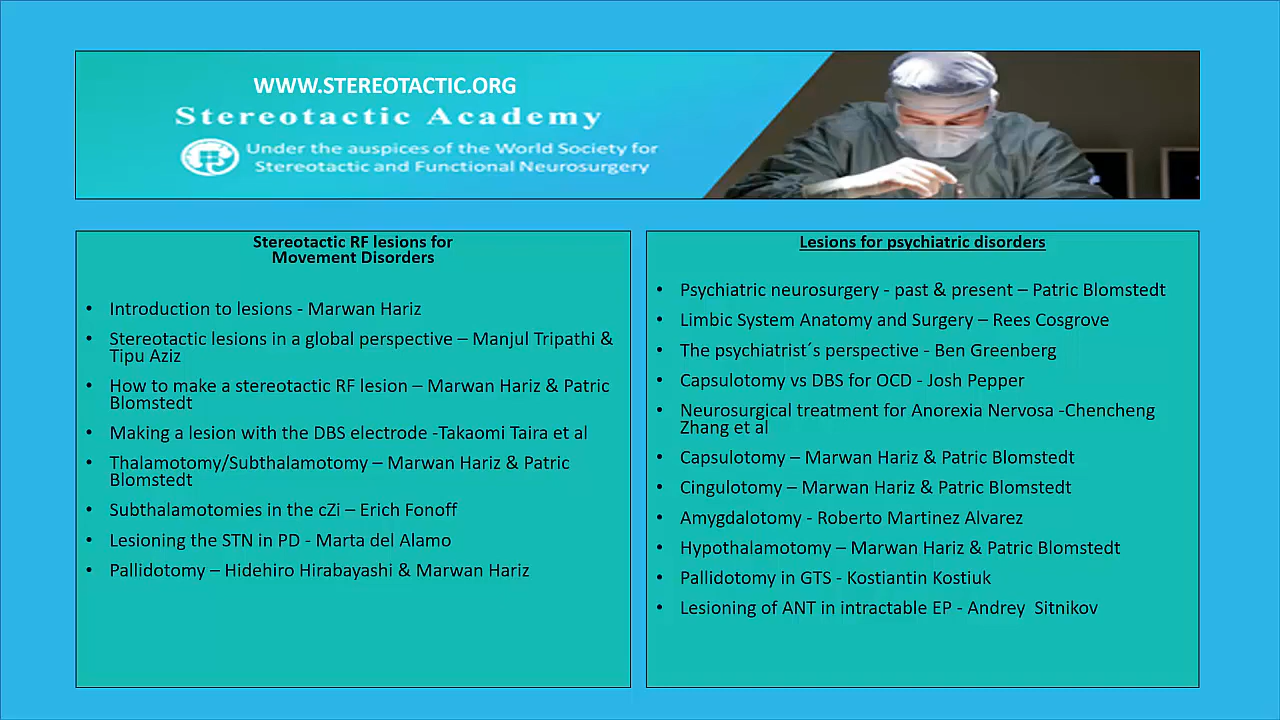 WWW.STEREOTACTIC.ORG
Stereotactic Academy
Under the auspices of the World Society for
Stereotactic and Functional Neurosurgery
Stereotactic RF lesions for
Movement Disorders
• Introduction to lesions - Marwan Hariz
• Stereotactic lesions in a global perspective – Manjul Tripathi &
Tipu Aziz
• How to make a stereotactic RF lesion – Marwan Hariz & Patric
Blomstedt
• Making a lesion with the DBS electrode -Takaomi Taira et al
• Thalamotomy/Subthalamotomy – Marwan Hariz & Patric
Blomstedt
• Subthalamotomies in the cZi – Erich Fonoff
• Lesioning the STN in PD - Marta del Alamo
• Pallidotomy – Hidehiro Hirabayashi & Marwan Hariz
Lesions for psychiatric disorders
• Psychiatric neurosurgery - past & present – Patric Blomstedt
• Limbic System Anatomy and Surgery – Rees Cosgrove
• The psychiatrist´s perspective - Ben Greenberg
• Capsulotomy vs DBS for OCD - Josh Pepper
• Neurosurgical treatment for Anorexia Nervosa -Chencheng
Zhang et al
• Capsulotomy – Marwan Hariz & Patric Blomstedt
• Cingulotomy – Marwan Hariz & Patric Blomstedt
• Amygdalotomy - Roberto Martinez Alvarez
• Hypothalamotomy – Marwan Hariz & Patric Blomstedt
• Pallidotomy in GTS - Kostiantin Kostiuk
• Lesioning of ANT in intractable EP - Andrey  Sitnikov